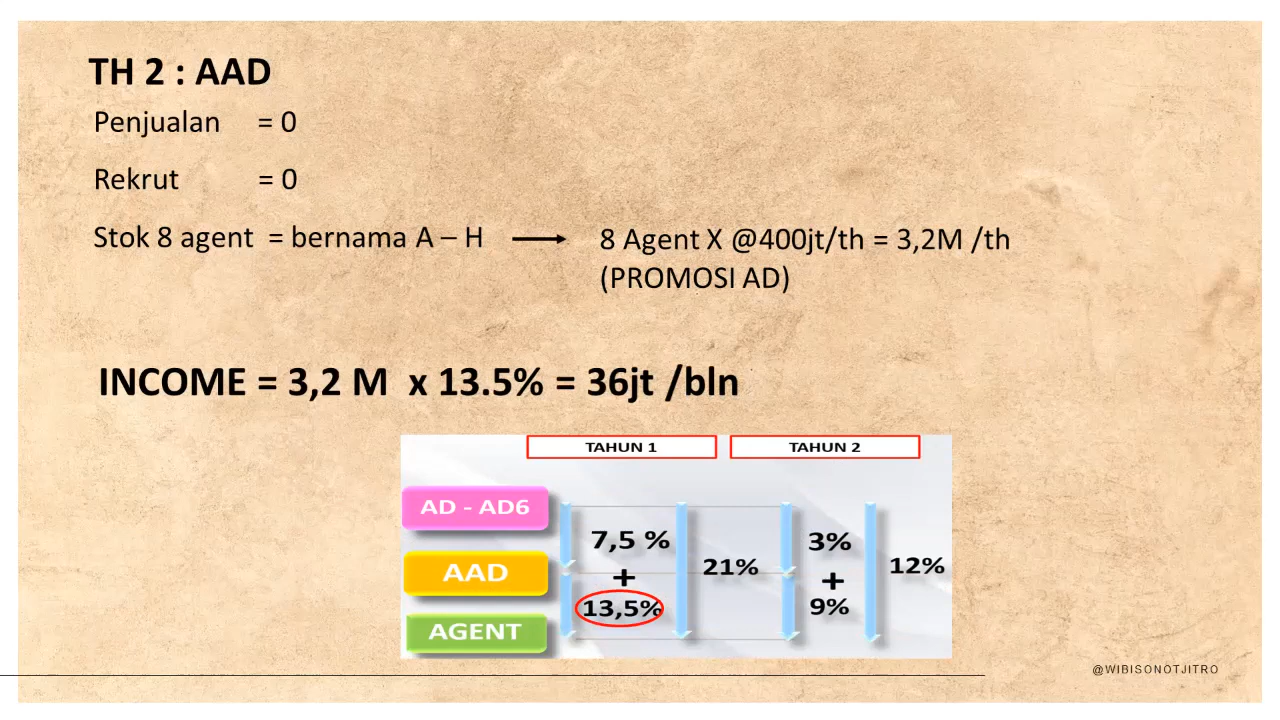 TH 2 : AAD
Penjualan = 0
Rekrut = 0
Stok 8 agent = bernama A – H
8 Agent X @400jt/th = 3,2M /th
(PROMOSI AD)
INCOME = 3,2 M x 13.5% = 36jt /bln
TAHUN 1 TAHUN 2
AD - AD6
7,5 % 3%
21% 12%
AAD + +
13,5% 9%
AGENT
@WIBISONOTJITRO